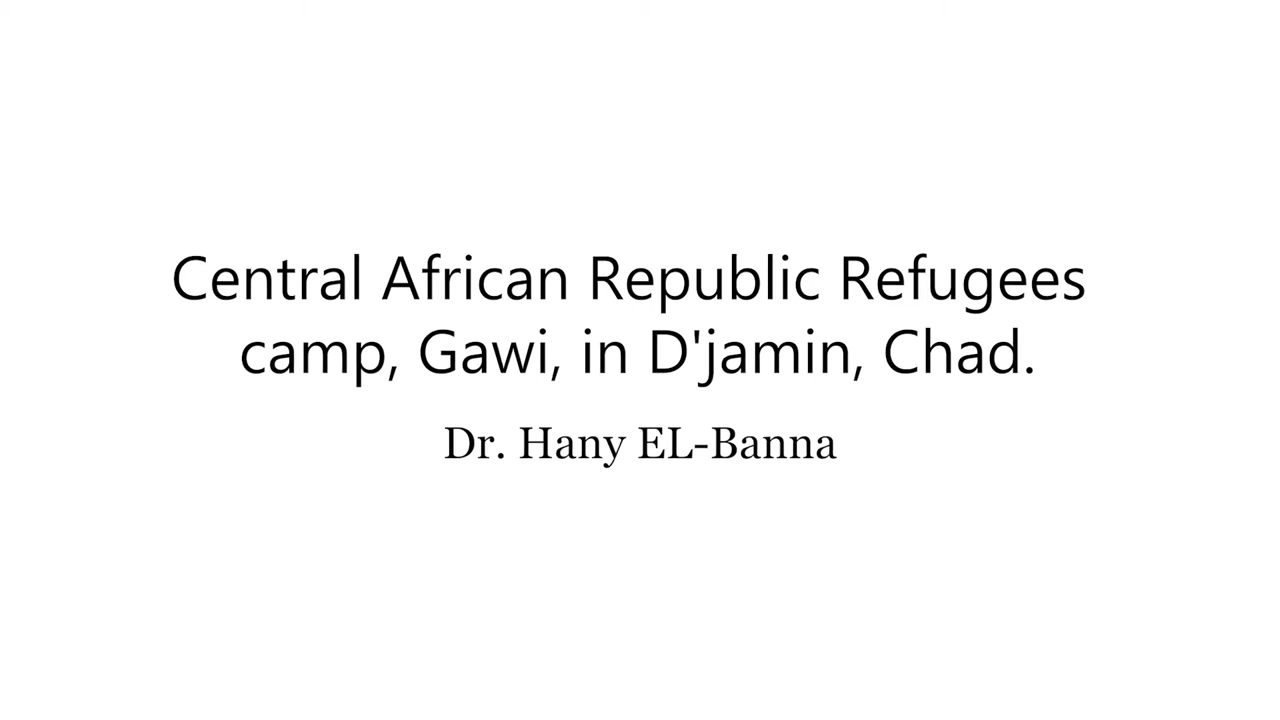 Central African Republic Refugees
camp, Gawi, in D'jamin, Chad.
Dr. Hany EL-Banna